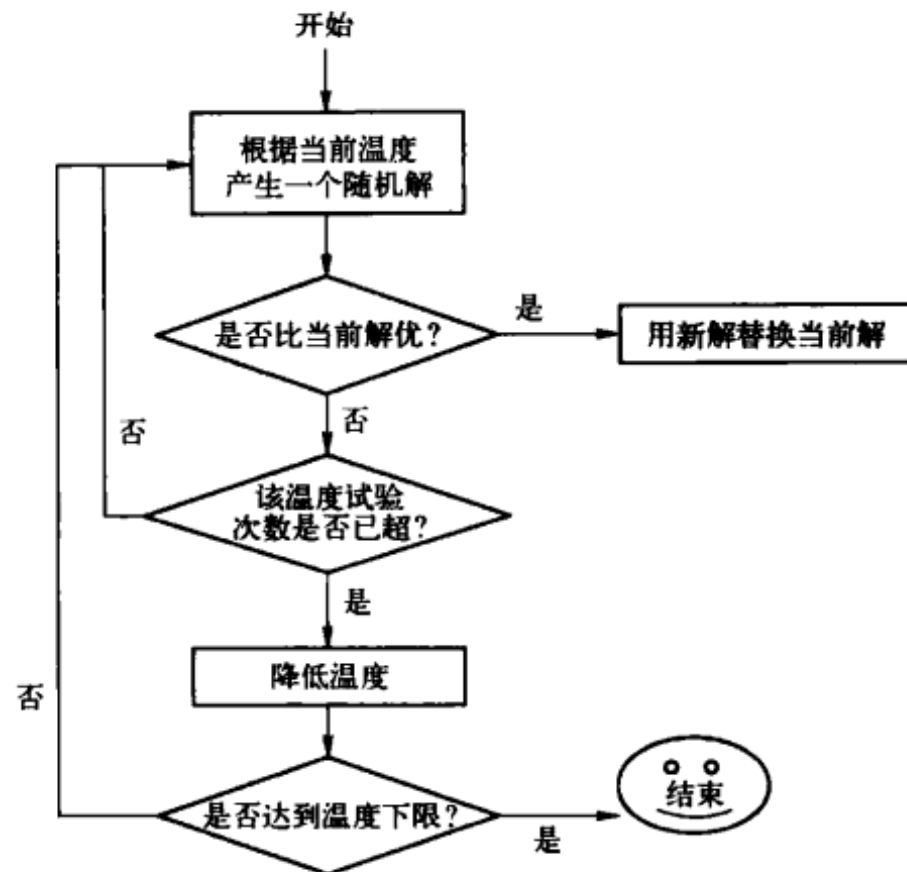 开始
根据当前温度
产生一个随机解
是否比当前解优?
是
用新解替换当前解
否
否
该温度试验
次数是否已超?
是
降低温度
否
是否达到温度下限?
是
结束